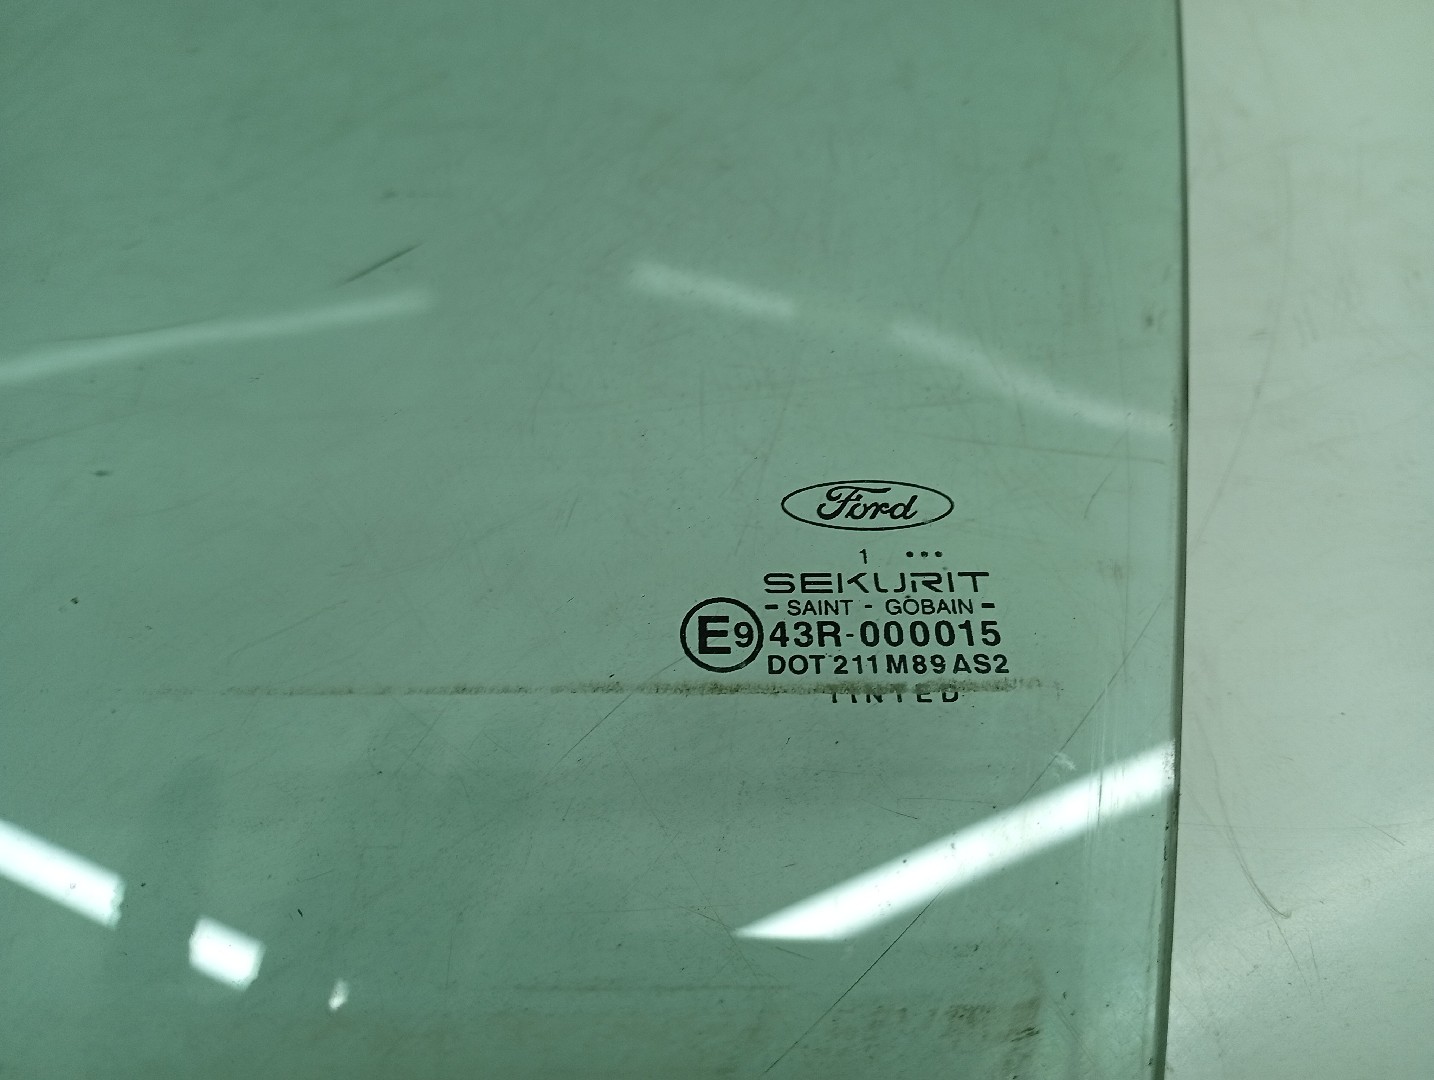 Ford
1 •••
SEKURIT
- SAINT - GOBAIN -
E9 43R-000015
DOT 211 M89 AS2
TINTED